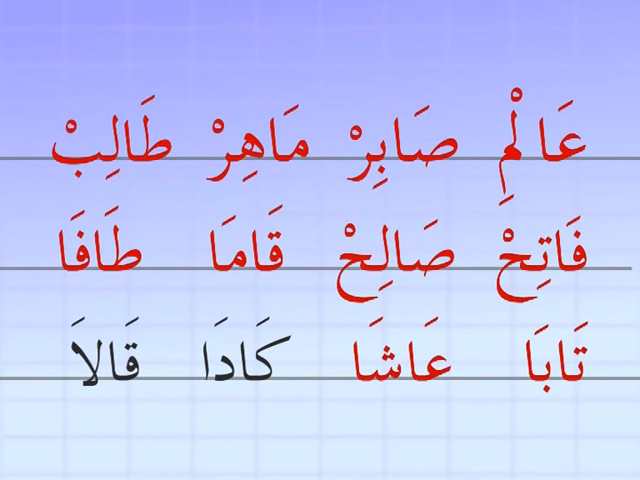 عَالِمْ صَابِرْ مَاهِرْ طَالِبْ
فَاتِحْ صَالِحْ قَامَا طَافَا
تَابَا عَاشَا كَادَا قَالاَ